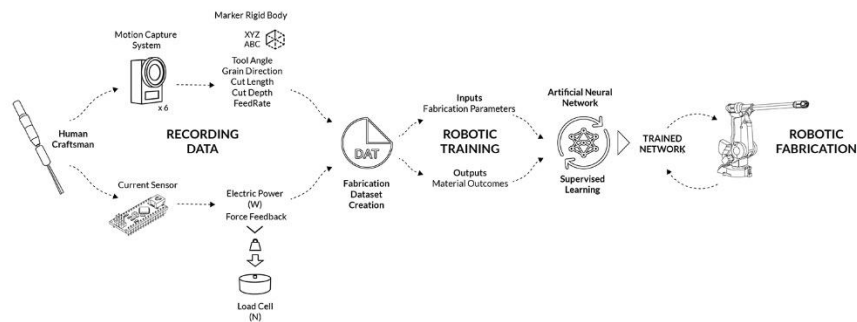 Marker Rigid Body
XYZ
ABC
Motion Capture
System
x 6
Tool Angle
Grain Direction
Cut Length
Cut Depth
FeedRate
Human
Craftsman
RECORDING
DATA
Current Sensor
Electric Power
(W)
Force Feedback
Load Cell
(N)
DAT
Fabrication
Dataset
Creation
Inputs
Fabrication Parameters
ROBOTIC
TRAINING
Outputs
Material Outcomes
Artificial Neural
Network
Supervised
Learning
TRAINED
NETWORK
ROBOTIC
FABRICATION